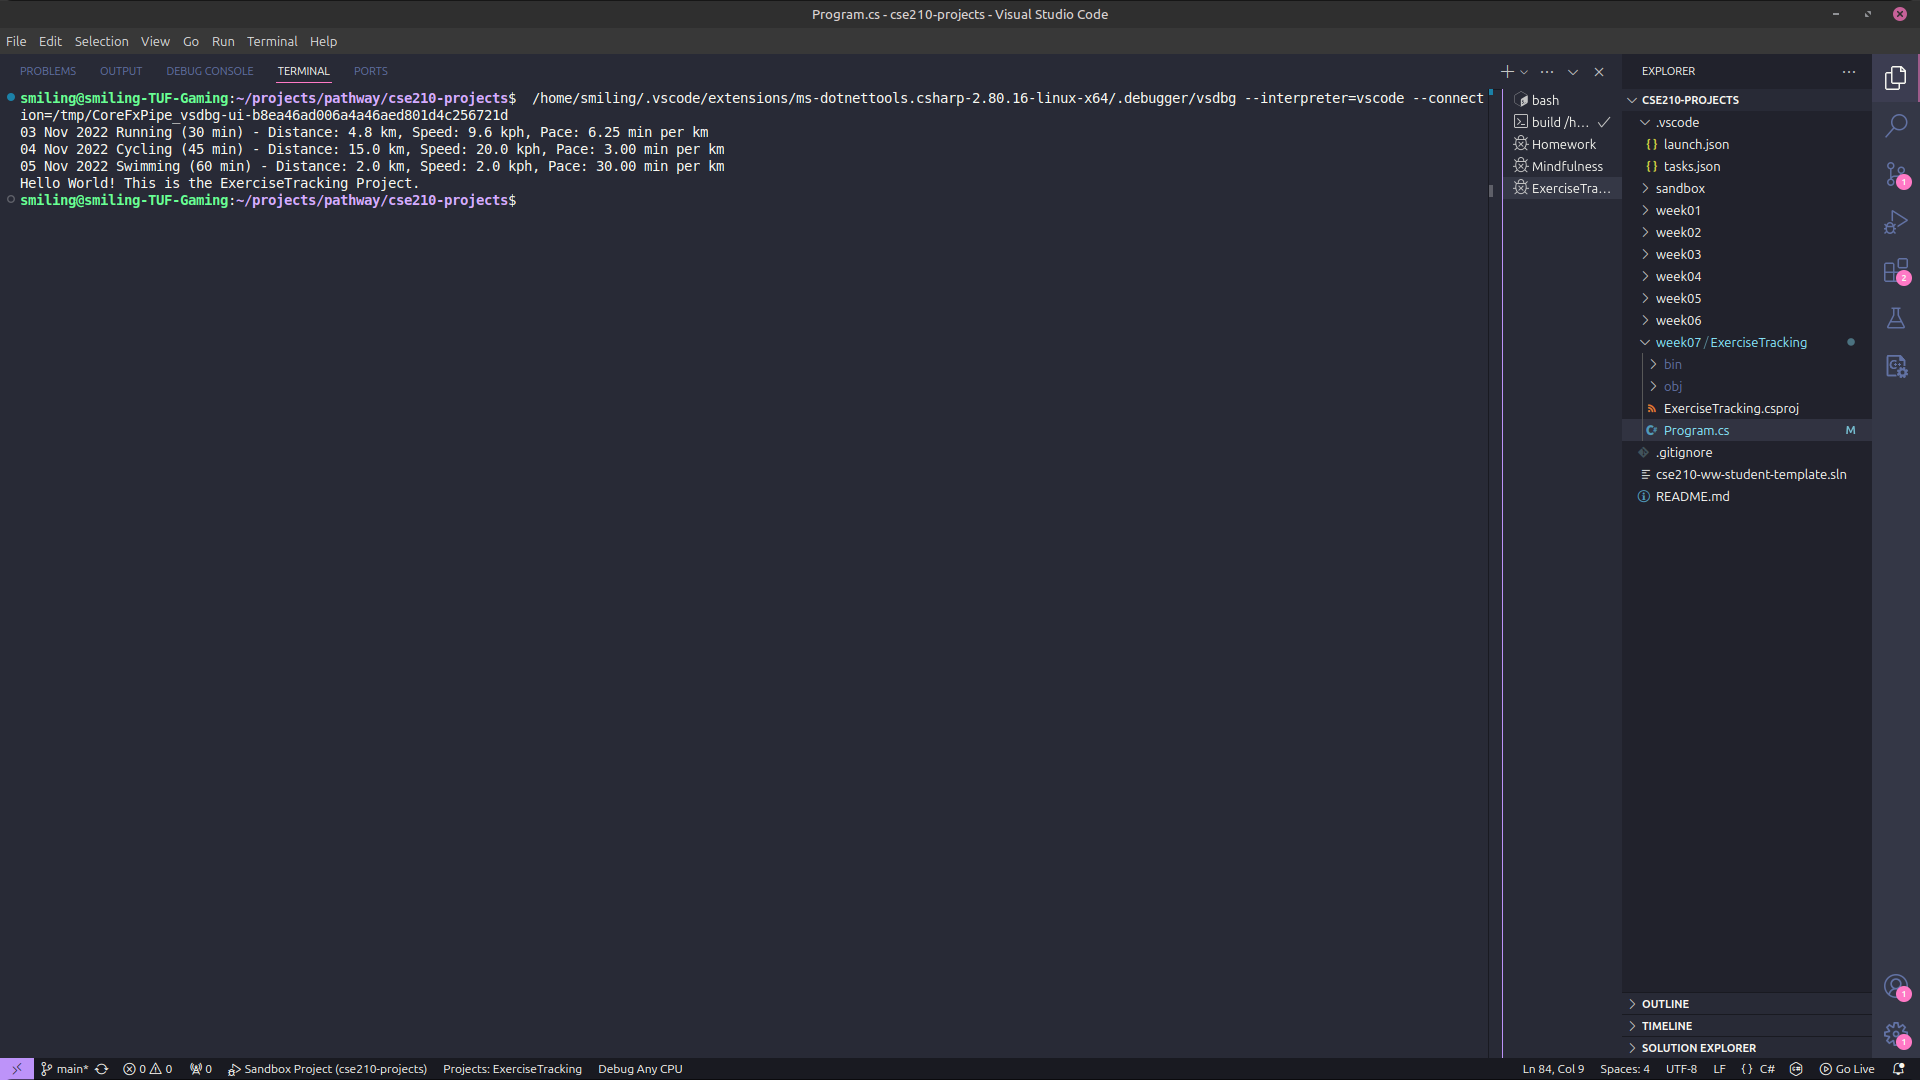 Program.cs - cse210-projects - Visual Studio Code
File Edit Selection View Go Run Terminal Help
PROBLEMS OUTPUT DEBUG CONSOLE TERMINAL PORTS
smiling@smiling-TUF-Gaming:~/projects/pathway/cse210-projects$  /home/smiling/.vscode/extensions/ms-dotnettools.csharp-2.80.16-linux-x64/.debugger/vsdbg --interpreter=vscode --connect
ion=/tmp/CoreFxPipe_vsdbg-ui-b8ea46ad006a4a46aed801d4c256721d
03 Nov 2022 Running (30 min) - Distance: 4.8 km, Speed: 9.6 kph, Pace: 6.25 min per km
04 Nov 2022 Cycling (45 min) - Distance: 15.0 km, Speed: 20.0 kph, Pace: 3.00 min per km
05 Nov 2022 Swimming (60 min) - Distance: 2.0 km, Speed: 2.0 kph, Pace: 30.00 min per km
Hello World! This is the ExerciseTracking Project.
smiling@smiling-TUF-Gaming:~/projects/pathway/cse210-projects$
bash
build /h...
Homework
Mindfulness
ExerciseTra...
EXPLORER
CSE210-PROJECTS
.vscode
{} launch.json
{} tasks.json
sandbox
week01
week02
week03
week04
week05
week06
week07 / ExerciseTracking
bin
obj
ExerciseTracking.csproj
Program.cs M
.gitignore
cse210-ww-student-template.sln
README.md
OUTLINE
TIMELINE
SOLUTION EXPLORER
1
2
1
1
main* 0 0 0 Sandbox Project (cse210-projects) Projects: ExerciseTracking Debug Any CPU
Ln 84, Col 9 Spaces: 4 UTF-8 LF {} C# Go Live